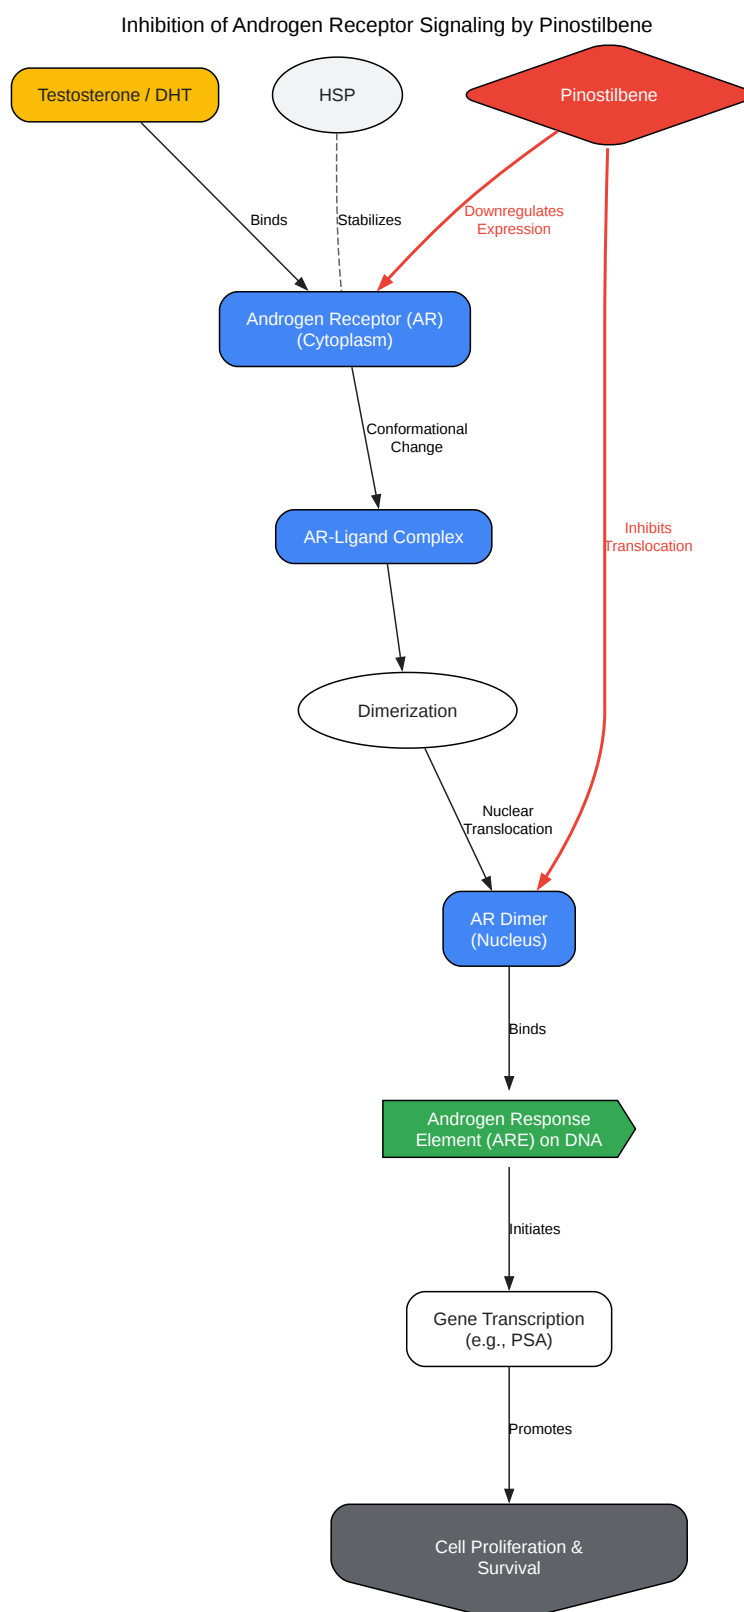 Inhibition of Androgen Receptor Signaling by Pinostilbene
Testosterone / DHT
HSP
Pinostilbene
Binds
Stabilizes
Downregulates
Expression
Androgen Receptor (AR)
(Cytoplasm)
Conformational
Change
AR-Ligand Complex
Inhibits
Translocation
Dimerization
Nuclear
Translocation
AR Dimer
(Nucleus)
Binds
Androgen Response
Element (ARE) on DNA
Initiates
Gene Transcription
(e.g., PSA)
Promotes
Cell Proliferation &
Survival